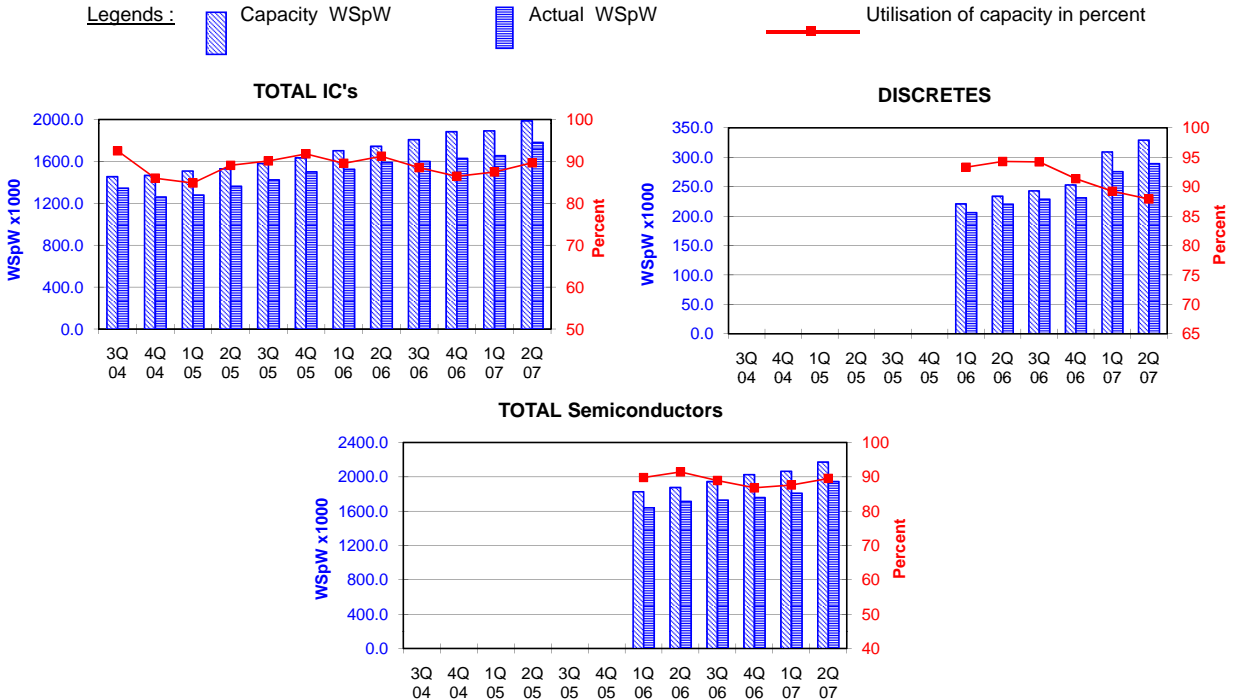 Legends : Capacity WSpW Actual WSpW Utilisation of capacity in percent
TOTAL IC's
2000.0
1600.0
1200.0
800.0
400.0
0.0
WSpW x1000
100
90
80
70
60
50
Percent
3Q 4Q 1Q 2Q 3Q 4Q 1Q 2Q 3Q 4Q 1Q 2Q
04 04 05 05 05 05 06 06 06 06 07 07
DISCRETES
350.0
300.0
250.0
200.0
150.0
100.0
50.0
0.0
WSpW x1000
100
95
90
85
80
75
70
65
Percent
3Q 4Q 1Q 2Q 3Q 4Q 1Q 2Q 3Q 4Q 1Q 2Q
04 04 05 05 05 05 06 06 06 06 07 07
TOTAL Semiconductors
2400.0
2000.0
1600.0
1200.0
800.0
400.0
0.0
WSpW x1000
100
90
80
70
60
50
40
Percent
3Q 4Q 1Q 2Q 3Q 4Q 1Q 2Q 3Q 4Q 1Q 2Q
04 04 05 05 05 05 06 06 06 06 07 07